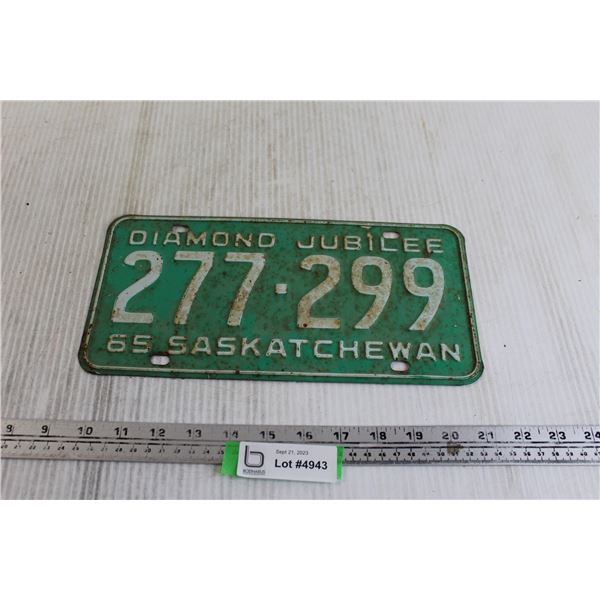 DIAMOND JUBILEE
277-299
65 SASKATCHEWAN
8 9 10 11 12 13 14 15 16 17 18 19 20 21 22 23 24
Sept 21, 2023
Lot #4943